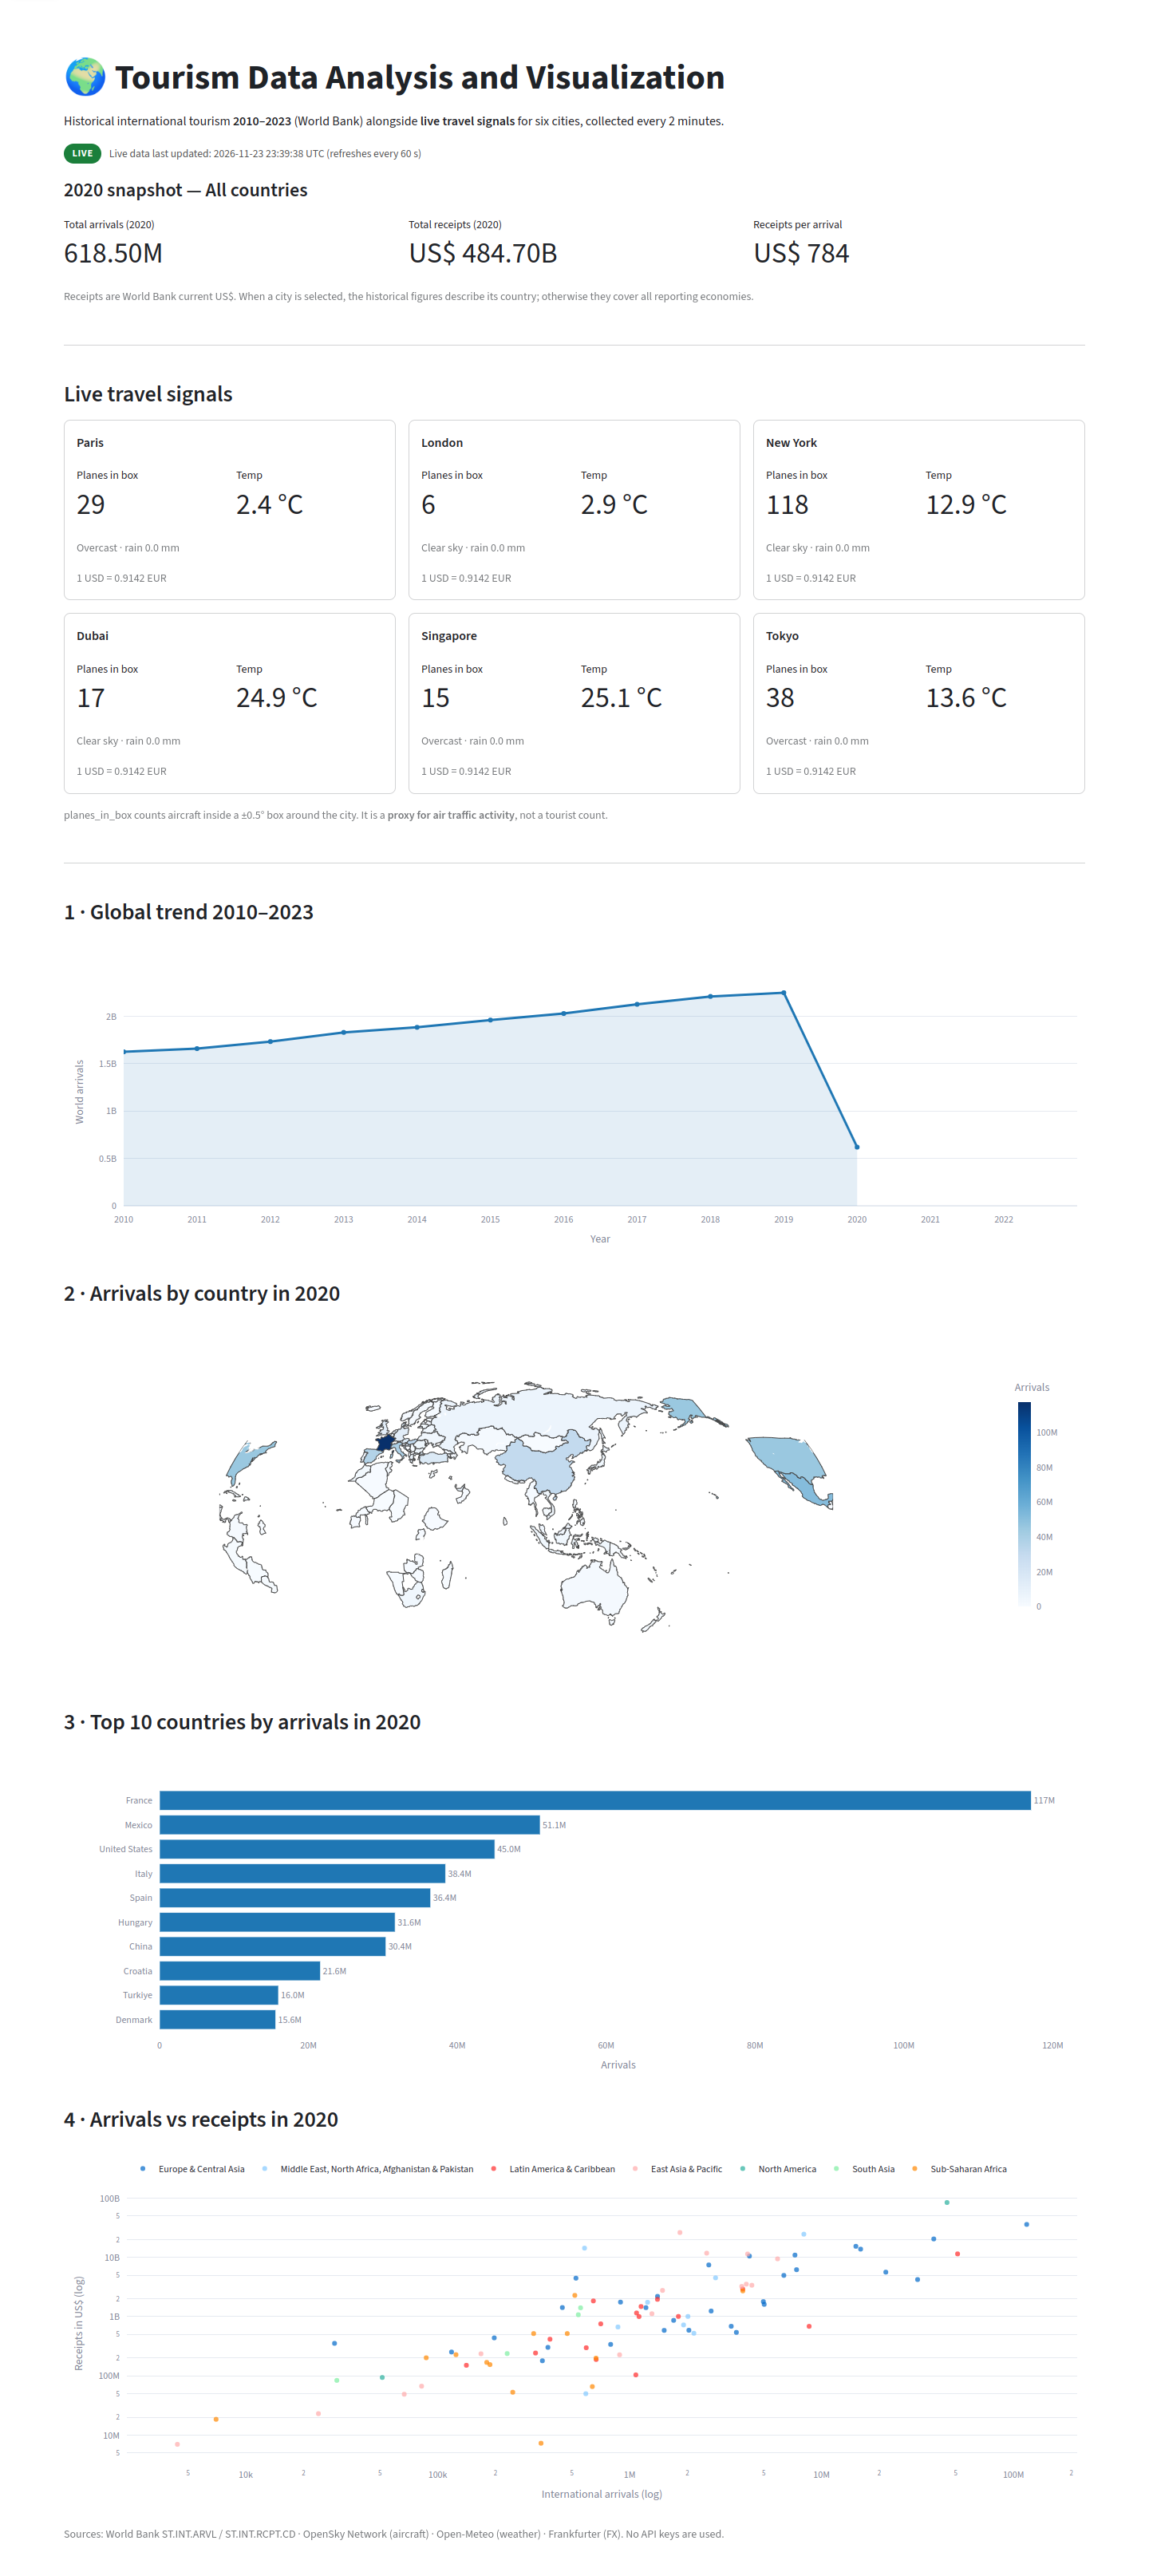 🌍 Tourism Data Analysis and Visualization
Historical international tourism 2010–2023 (World Bank) alongside live travel signals for six cities, collected every 2 minutes.
LIVE Live data last updated: 2026-11-23 23:39:38 UTC (refreshes every 60 s)
2020 snapshot — All countries
Total arrivals (2020) Total receipts (2020) Receipts per arrival
618.50M US$ 484.70B US$ 784
Receipts are World Bank current US$. When a city is selected, the historical figures describe its country; otherwise they cover all reporting economies.
Live travel signals
Paris
Planes in box Temp
29 2.4 °C
Overcast · rain 0.0 mm
1 USD = 0.9142 EUR
London
Planes in box Temp
6 2.9 °C
Clear sky · rain 0.0 mm
1 USD = 0.9142 EUR
New York
Planes in box Temp
118 12.9 °C
Clear sky · rain 0.0 mm
1 USD = 0.9142 EUR
Dubai
Planes in box Temp
17 24.9 °C
Clear sky · rain 0.0 mm
1 USD = 0.9142 EUR
Singapore
Planes in box Temp
15 25.1 °C
Overcast · rain 0.0 mm
1 USD = 0.9142 EUR
Tokyo
Planes in box Temp
38 13.6 °C
Overcast · rain 0.0 mm
1 USD = 0.9142 EUR
planes_in_box counts aircraft inside a ±0.5° box around the city. It is a proxy for air traffic activity, not a tourist count.
1 · Global trend 2010–2023
World arrivals
2B
1.5B
1B
0.5B
0
2010 2011 2012 2013 2014 2015 2016 2017 2018 2019 2020 2021 2022
Year
2 · Arrivals by country in 2020
Arrivals
100M
80M
60M
40M
20M
0
3 · Top 10 countries by arrivals in 2020
France 117M
Mexico 51.1M
United States 45.0M
Italy 38.4M
Spain 36.4M
Hungary 31.6M
China 30.4M
Croatia 21.6M
Turkiye 16.0M
Denmark 15.6M
0 20M 40M 60M 80M 100M 120M
Arrivals
4 · Arrivals vs receipts in 2020
Europe & Central Asia Middle East, North Africa, Afghanistan & Pakistan Latin America & Caribbean East Asia & Pacific North America South Asia Sub-Saharan Africa
Receipts in US$ (log)
100B
5
2
10B
5
2
1B
5
2
100M
5
2
10M
5
5 10k 2 5 100k 2 5 1M 2 5 10M 2 5 100M 2
International arrivals (log)
Sources: World Bank ST.INT.ARVL / ST.INT.RCPT.CD · OpenSky Network (aircraft) · Open-Meteo (weather) · Frankfurter (FX). No API keys are used.